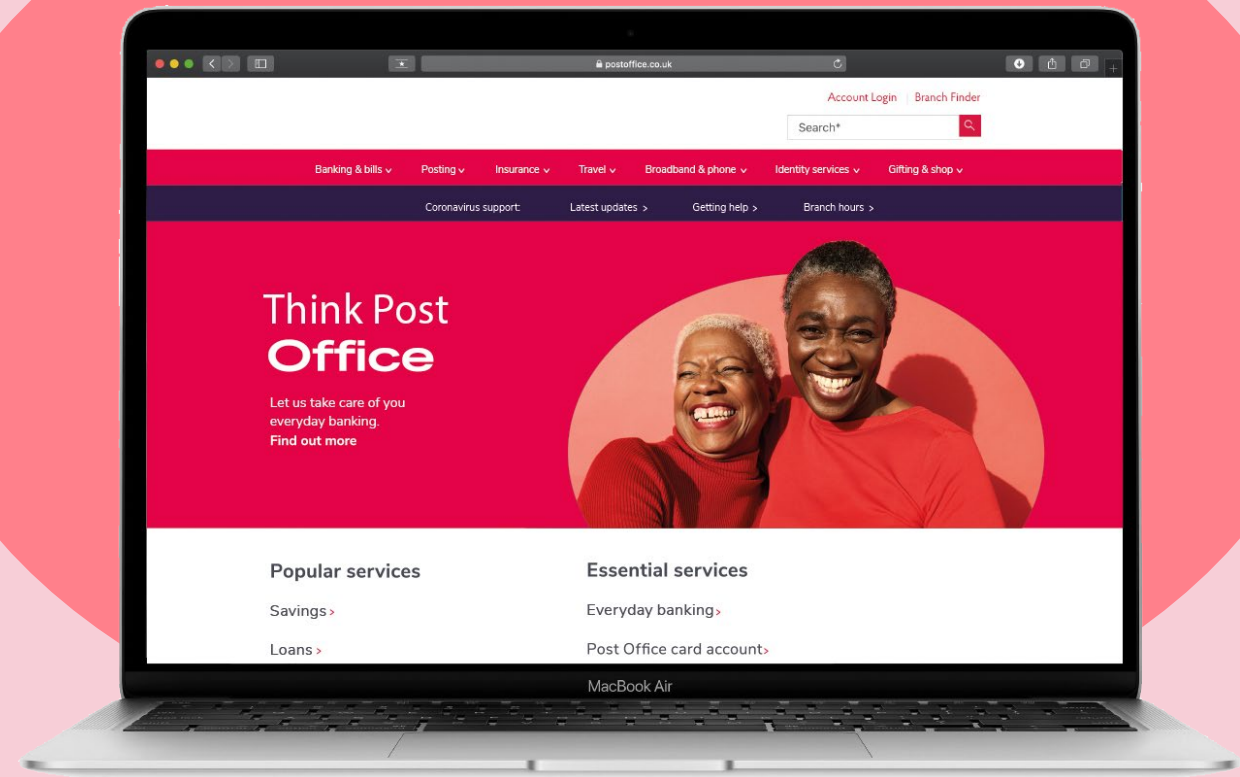 postoffice.co.uk
Account Login Branch Finder
Search*
Banking & bills Posting Insurance Travel Broadband & phone Identity services Gifting & shop
Coronavirus support: Latest updates > Getting help > Branch hours >
Think Post
Office
Let us take care of you
everyday banking.
Find out more
Popular services
Essential services
Savings>
Everyday banking>
Loans>
Post Office card account>
MacBook Air